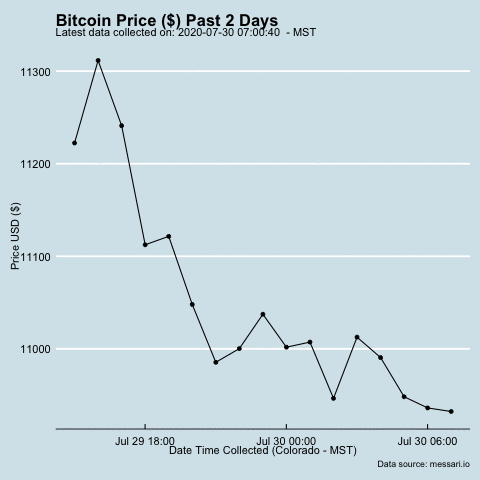 Bitcoin Price ($) Past 2 Days
Latest data collected on: 2020-07-30 07:00:40  - MST
11300
11200
11100
11000
Price USD ($)
Jul 29 18:00
Jul 30 00:00
Jul 30 06:00
Date Time Collected (Colorado - MST)
Data source: messari.io